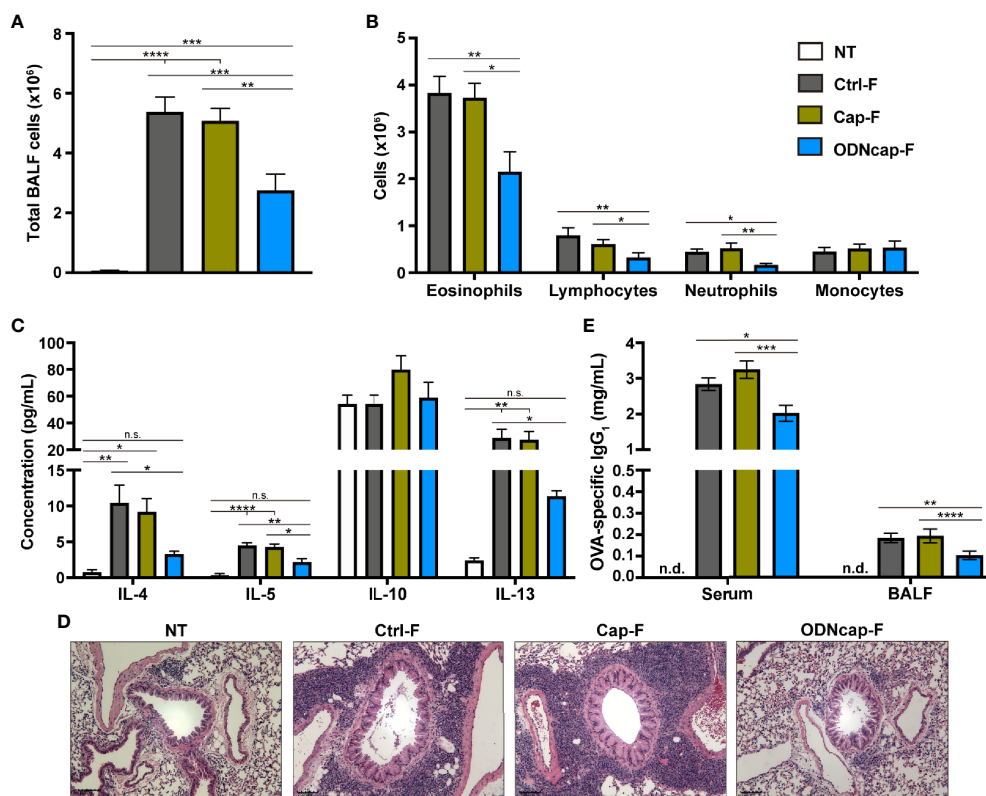 A
Total BALF cells (x10⁶)
8
6
4
2
0
***
****
***
**
B
Cells (x10⁶)
5
4
3
2
1
0
**
*
**
*
*
**
Eosinophils
Lymphocytes
Neutrophils
Monocytes
NT
Ctrl-F
Cap-F
ODNcap-F
C
Concentration (pg/mL)
100
80
60
40
20
15
10
5
0
n.s.
*
**
*
n.s.
****
**
*
n.s.
**
*
IL-4
IL-5
IL-10
IL-13
E
OVA-specific IgG₁ (mg/mL)
4
3
2
1
0.5
0.4
0.3
0.2
0.1
0.0
*
***
**
****
n.d.
n.d.
Serum
BALF
D
NT
Ctrl-F
Cap-F
ODNcap-F